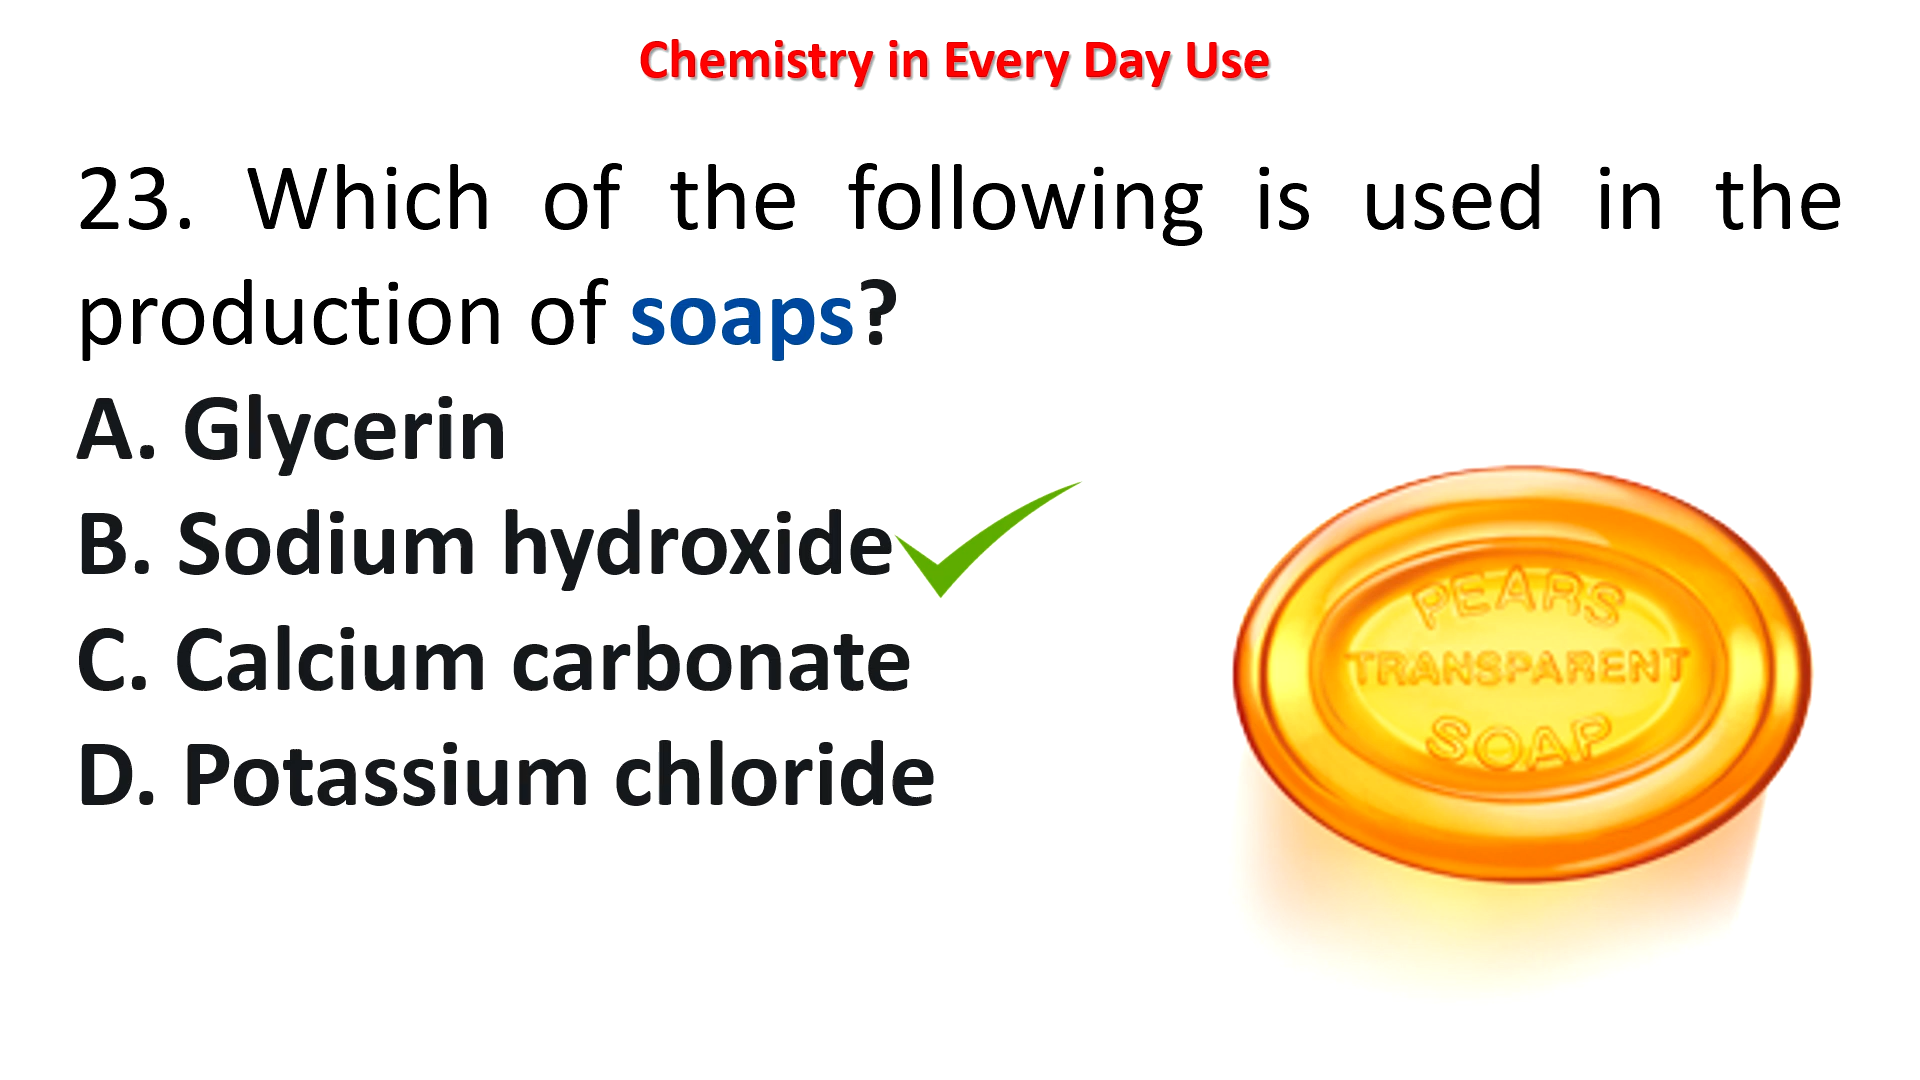 Chemistry in Every Day Use
23. Which of the following is used in the
production of soaps?
A. Glycerin
B. Sodium hydroxide
C. Calcium carbonate
D. Potassium chloride
PEARS
TRANSPARENT
SOAP